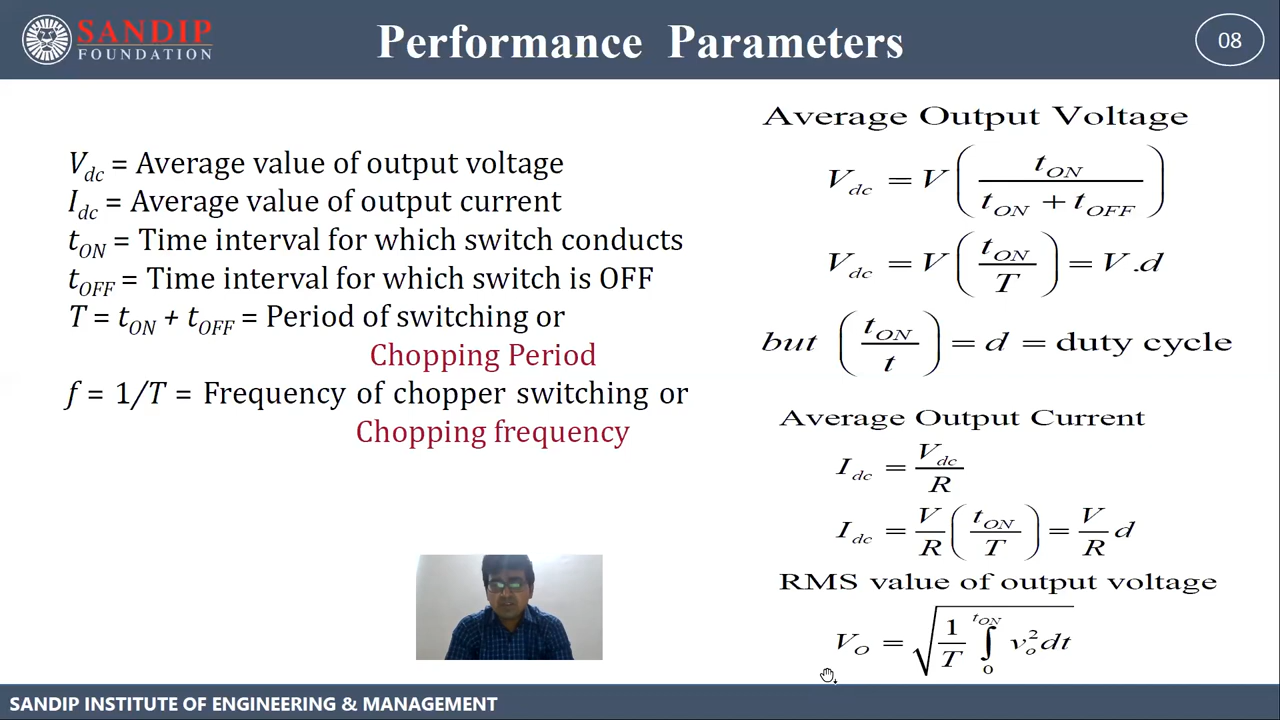 SANDIP
FOUNDATION
Performance Parameters
08
V_dc = Average value of output voltage
I_dc = Average value of output current
t_ON = Time interval for which switch conducts
t_OFF = Time interval for which switch is OFF
T = t_ON + t_OFF = Period of switching or
Chopping Period
f = 1/T = Frequency of chopper switching or
Chopping frequency
Average Output Voltage
V_dc = V ( t_ON / ( t_ON + t_OFF ) )
V_dc = V ( t_ON / T ) = V.d
but ( t_ON / t ) = d = duty cycle
Average Output Current
I_dc = V_dc / R
I_dc = V / R ( t_ON / T ) = V / R d
RMS value of output voltage
V_O = √( 1 / T ∫_0^{t_ON} v_o^2 dt )
SANDIP INSTITUTE OF ENGINEERING & MANAGEMENT